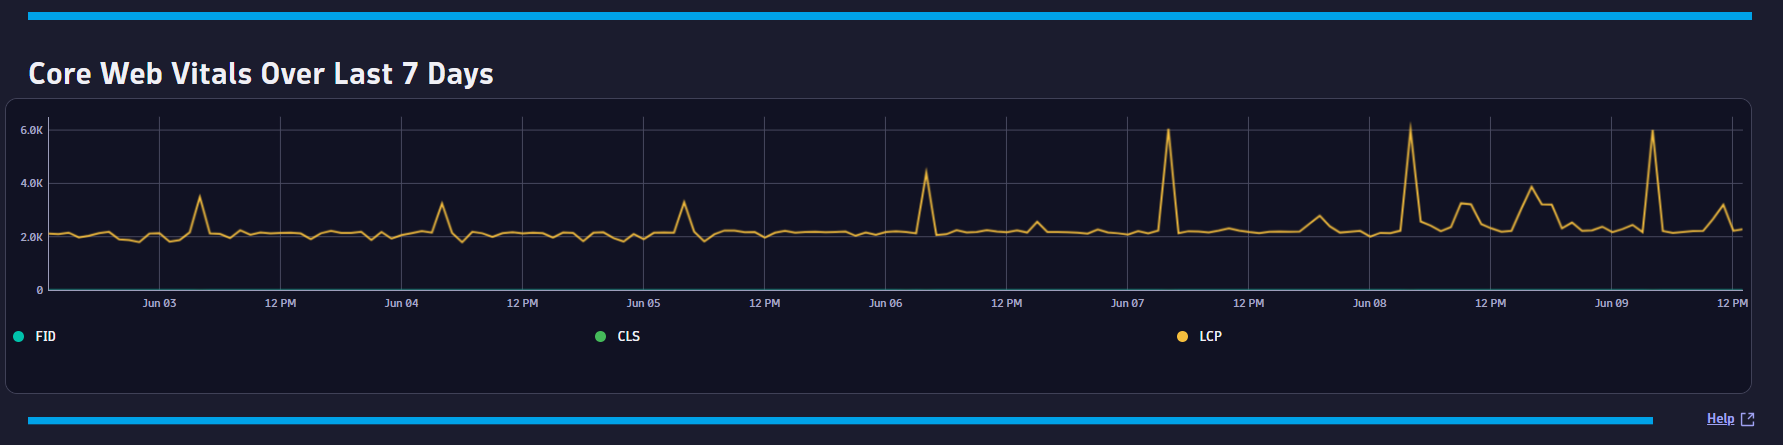 Core Web Vitals Over Last 7 Days
6.0K
4.0K
2.0K
0
Jun 03 12 PM Jun 04 12 PM Jun 05 12 PM Jun 06 12 PM Jun 07 12 PM Jun 08 12 PM Jun 09 12 PM
FID CLS LCP
Help